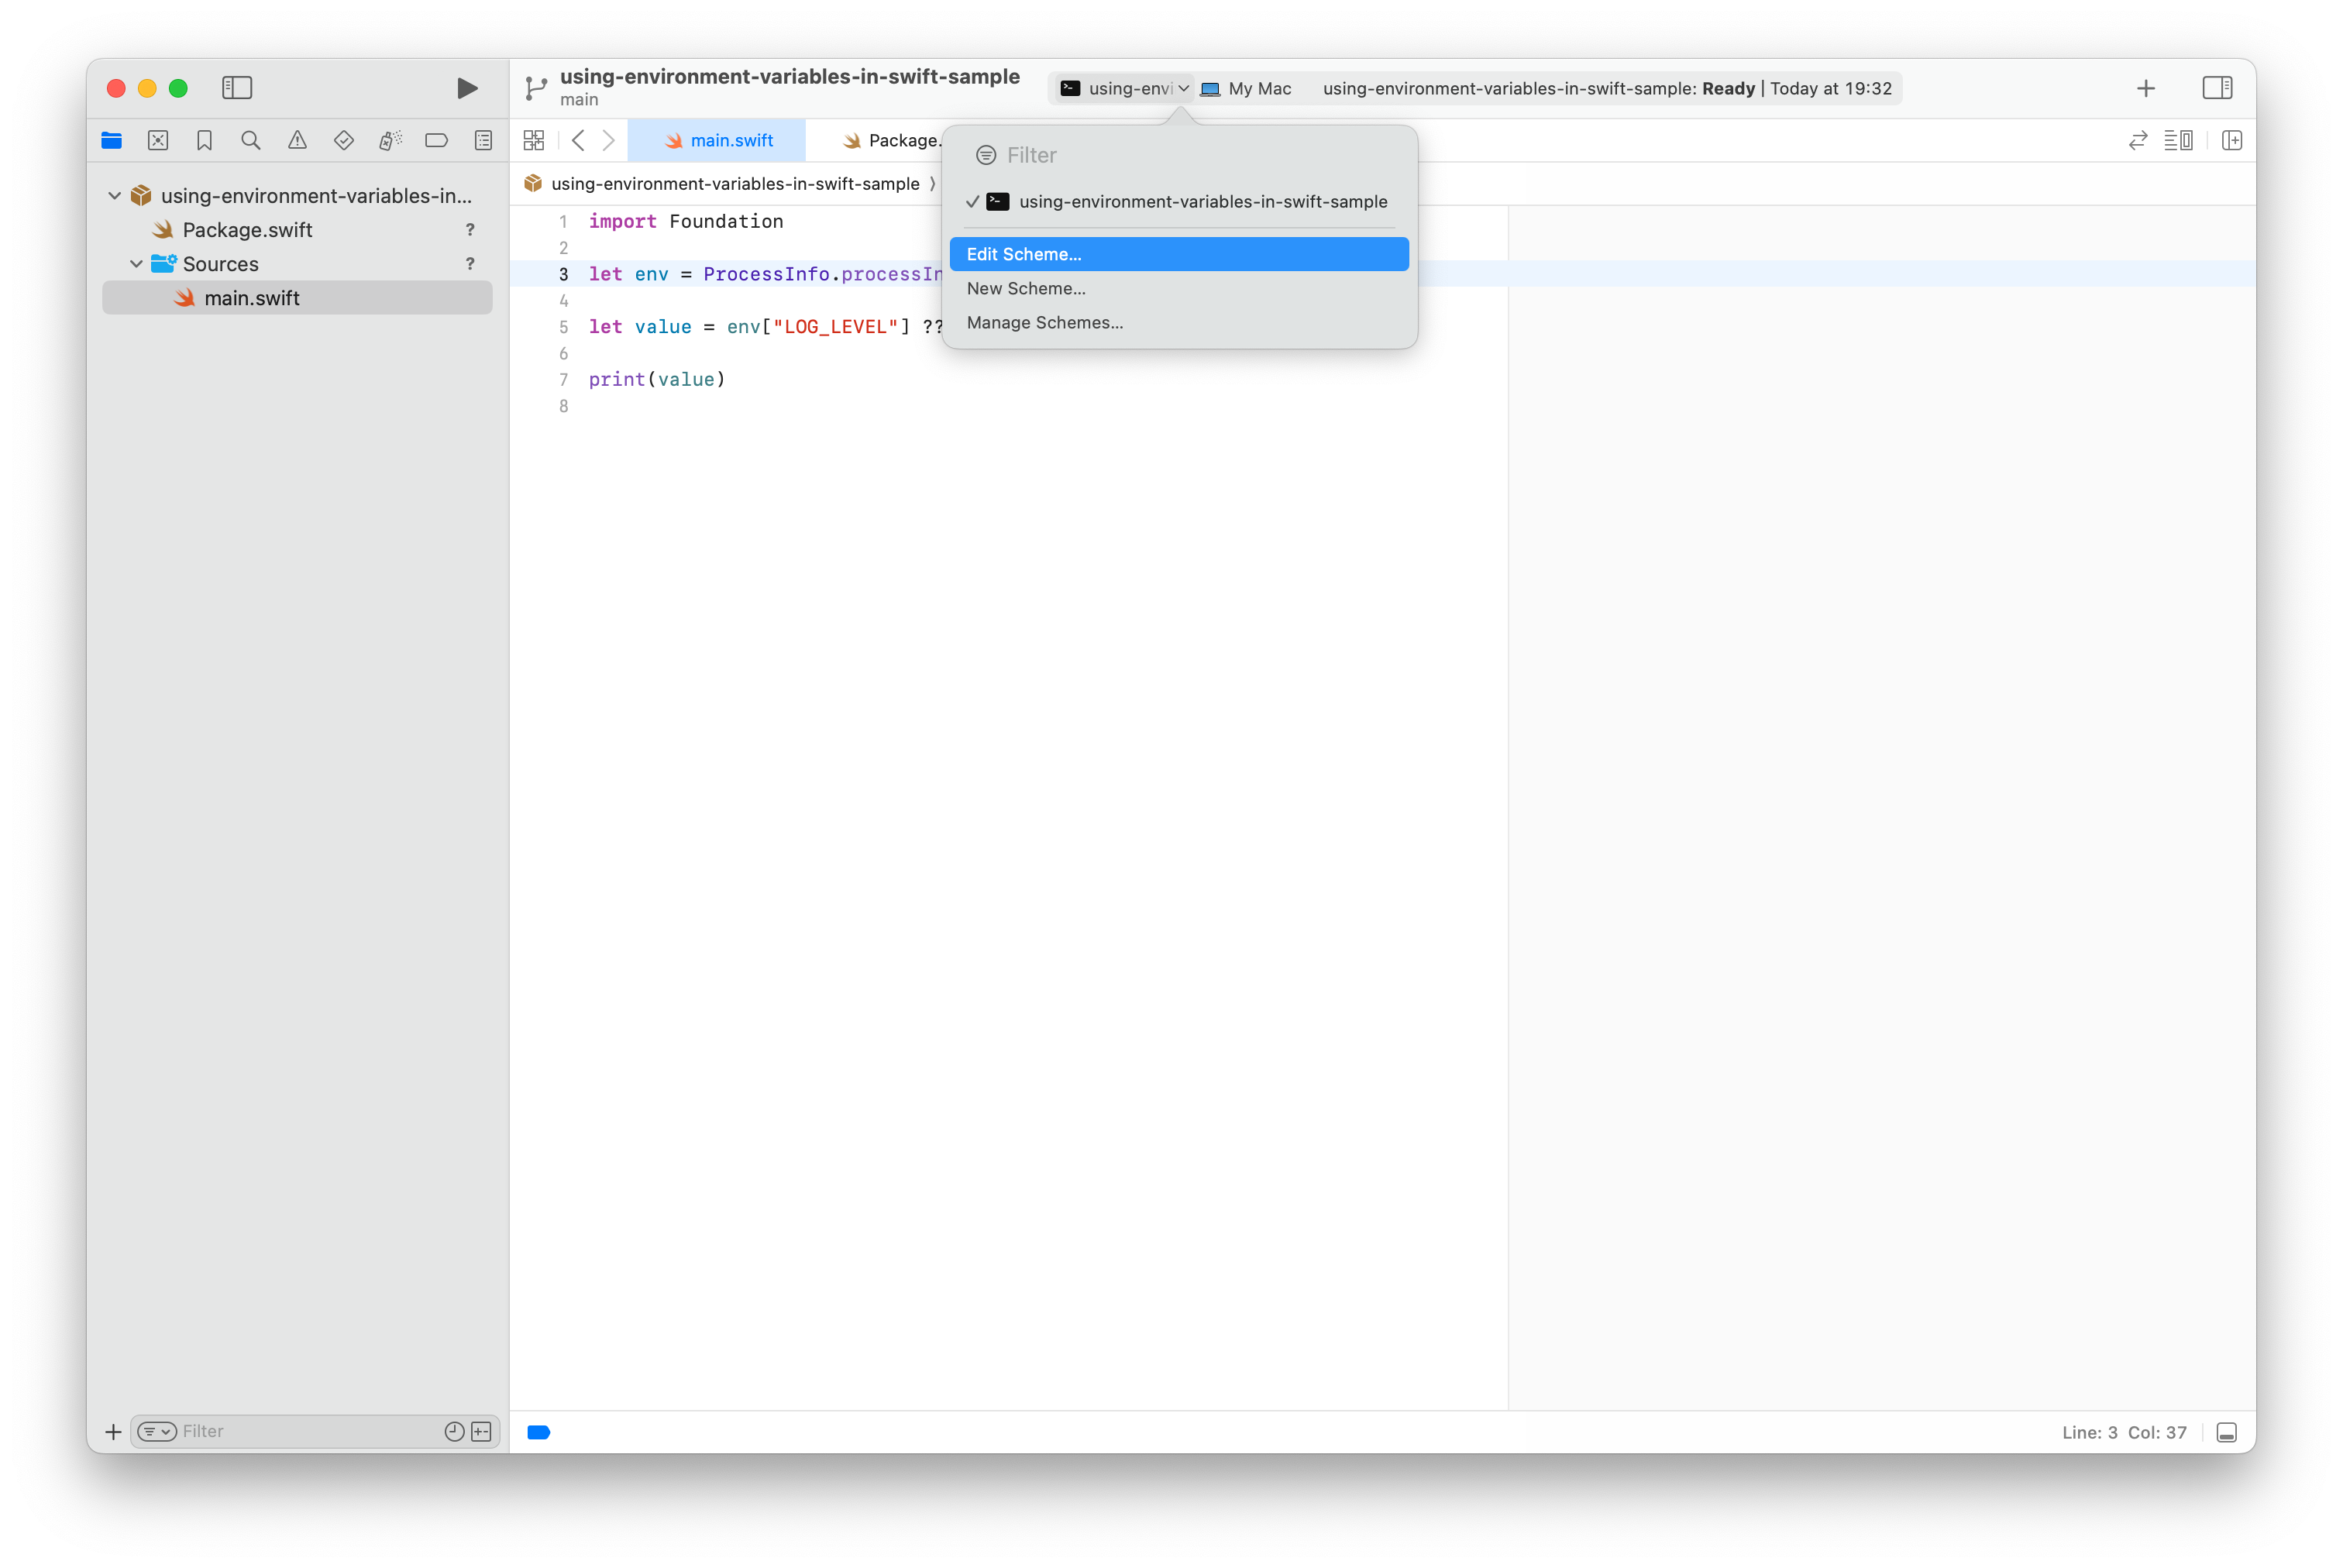 using-environment-variables-in-swift-sample
main
using-envi
My Mac
using-environment-variables-in-swift-sample: Ready | Today at 19:32
main.swift
Package.
using-environment-variables-in-swift-sample
using-environment-variables-in...
Package.swift ?
Sources ?
main.swift
Filter
using-environment-variables-in-swift-sample
Edit Scheme...
New Scheme...
Manage Schemes...
1 import Foundation
2
3 let env = ProcessInfo.processIn
4
5 let value = env["LOG_LEVEL"] ??
6
7 print(value)
8
Filter
Line: 3 Col: 37